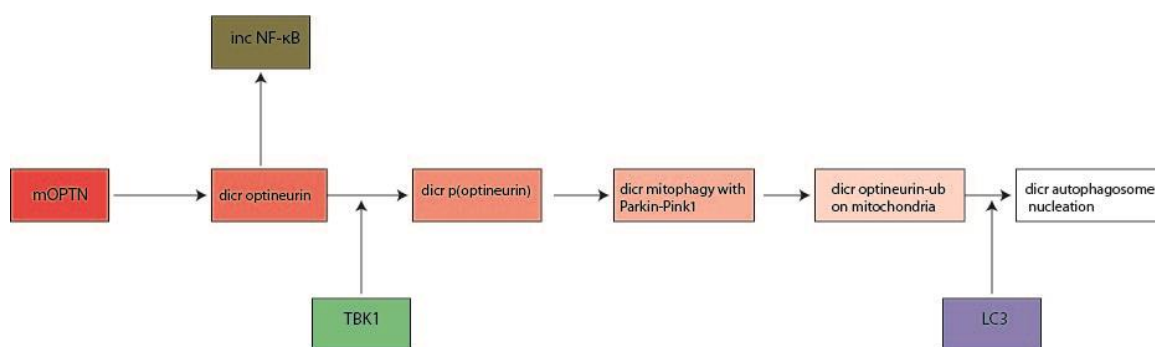 inc NF-κB
mOPTN
dicr optineurin
dicr p(optineurin)
dicr mitophagy with
Parkin-Pink1
dicr optineurin-ub
on mitochondria
dicr autophagosome
nucleation
TBK1
LC3